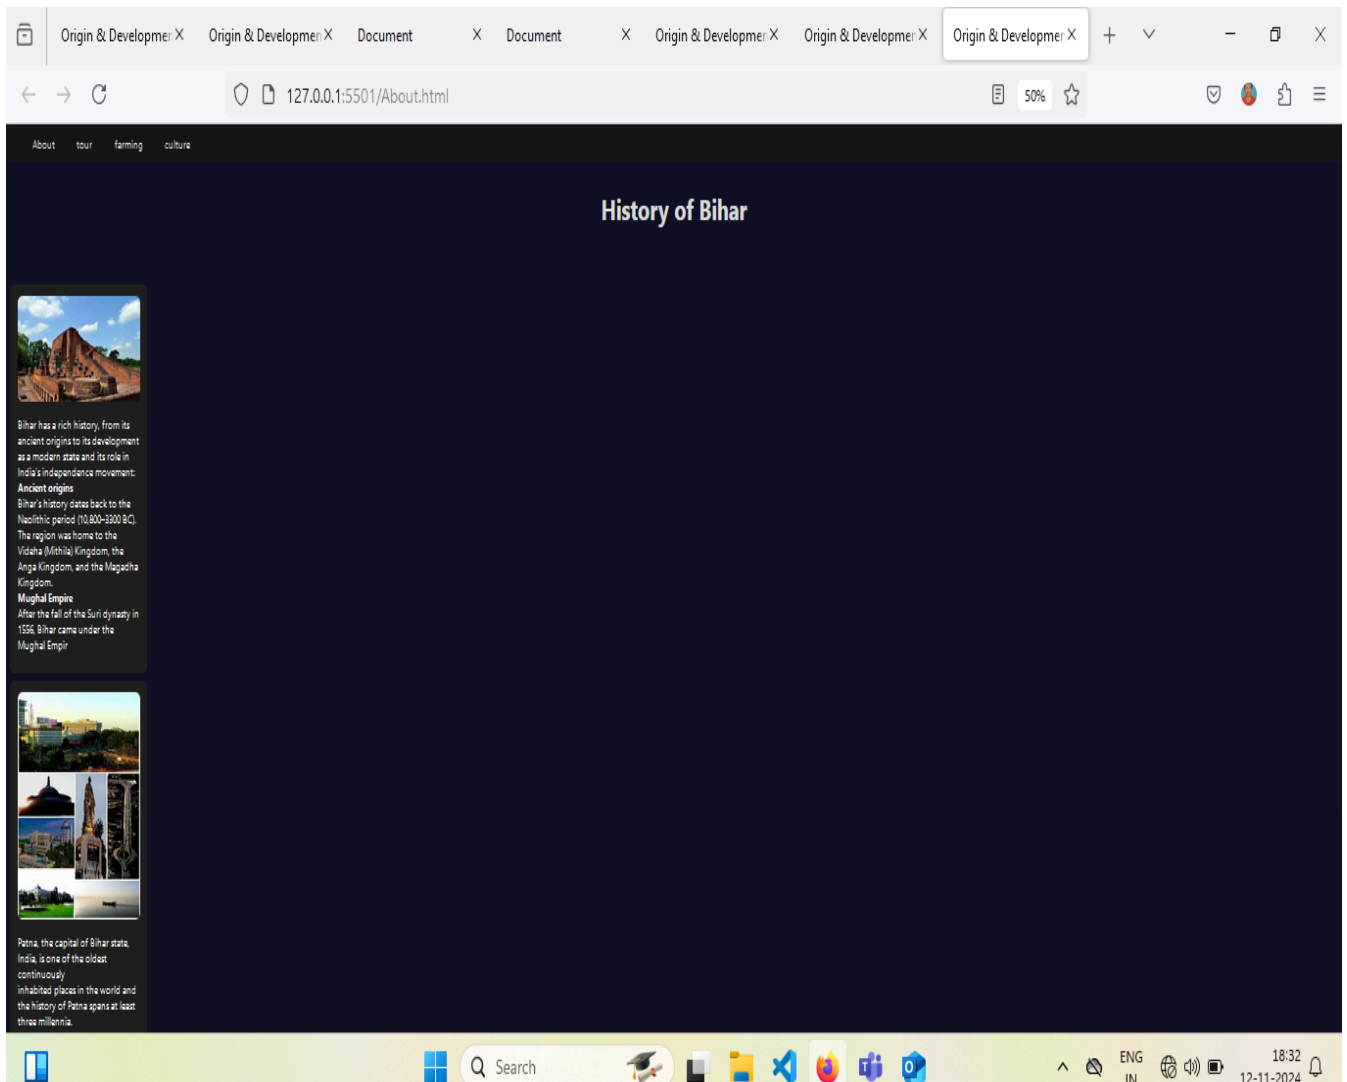 Origin & Developmen Origin & Developmen Document Document Origin & Developmen Origin & Developmen Origin & Developmer
127.0.0.1:5501/About.html 50%
About tour farming culture
History of Bihar
Bihar has a rich history, from its
ancient origins to its development
as a modern state and its role in
India's independence movement:
Ancient origins
Bihar's history dates back to the
Neolithic period (10,800–3300 BC).
The region was home to the
Videha (Mithila) Kingdom, the
Anga Kingdom, and the Magadha
Kingdom.
Mughal Empire
After the fall of the Suri dynasty in
1556, Bihar came under the
Mughal Empir
Patna, the capital of Bihar state,
India, is one of the oldest
continuously
inhabited places in the world and
the history of Patna spans at least
three millennia.
Search
ENG
IN
18:32
12-11-2024